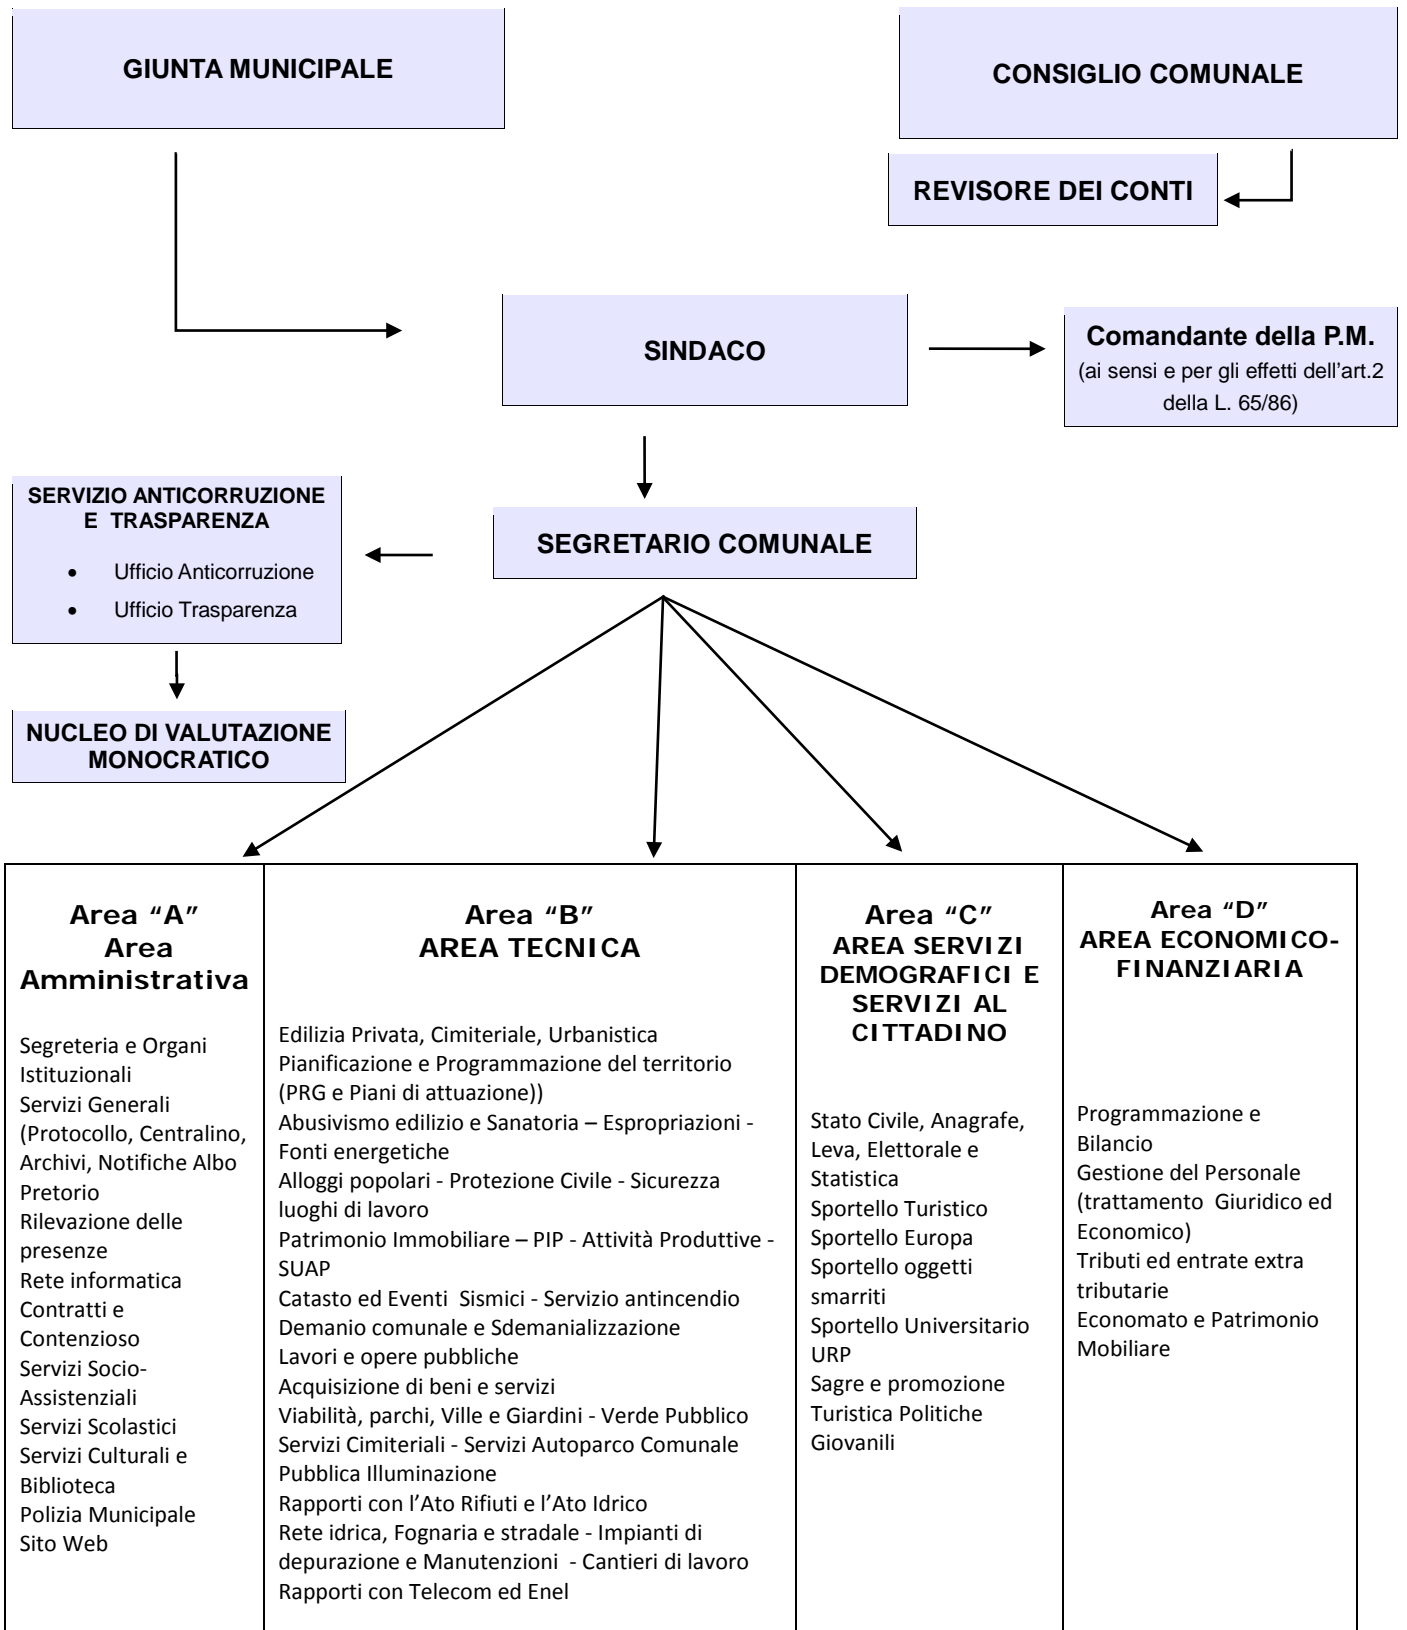 GIUNTA MUNICIPALE
CONSIGLIO COMUNALE
REVISORE DEI CONTI
SINDACO
Comandante della P.M.
(ai sensi e per gli effetti dell’art.2
della L. 65/86)
SERVIZIO ANTICORRUZIONE
E TRASPARENZA
• Ufficio Anticorruzione
• Ufficio Trasparenza
SEGRETARIO COMUNALE
NUCLEO DI VALUTAZIONE
MONOCRATICO
Area “A”
Area
Amministrativa
Segreteria e Organi
Istituzionali
Servizi Generali
(Protocollo, Centralino,
Archivi, Notifiche Albo
Pretorio
Rilevazione delle
presenze
Rete informatica
Contratti e
Contenzioso
Servizi Socio-
Assistenziali
Servizi Scolastici
Servizi Culturali e
Biblioteca
Polizia Municipale
Sito Web
Area “B”
AREA TECNICA
Edilizia Privata, Cimiteriale, Urbanistica
Pianificazione e Programmazione del territorio
(PRG e Piani di attuazione))
Abusivismo edilizio e Sanatoria – Espropriazioni -
Fonti energetiche
Alloggi popolari - Protezione Civile - Sicurezza
luoghi di lavoro
Patrimonio Immobiliare – PIP - Attività Produttive -
SUAP
Catasto ed Eventi Sismici - Servizio antincendio
Demanio comunale e Sdemanializzazione
Lavori e opere pubbliche
Acquisizione di beni e servizi
Viabilità, parchi, Ville e Giardini - Verde Pubblico
Servizi Cimiteriali - Servizi Autoparco Comunale
Pubblica Illuminazione
Rapporti con l’Ato Rifiuti e l’Ato Idrico
Rete idrica, Fognaria e stradale - Impianti di
depurazione e Manutenzioni - Cantieri di lavoro
Rapporti con Telecom ed Enel
Area “C”
AREA SERVIZI
DEMOGRAFICI E
SERVIZI AL
CITTADINO
Stato Civile, Anagrafe,
Leva, Elettorale e
Statistica
Sportello Turistico
Sportello Europa
Sportello oggetti
smarriti
Sportello Universitario
URP
Sagre e promozione
Turistica Politiche
Giovanili
Area “D”
AREA ECONOMICO-
FINANZIARIA
Programmazione e
Bilancio
Gestione del Personale
(trattamento Giuridico ed
Economico)
Tributi ed entrate extra
tributarie
Economato e Patrimonio
Mobiliare